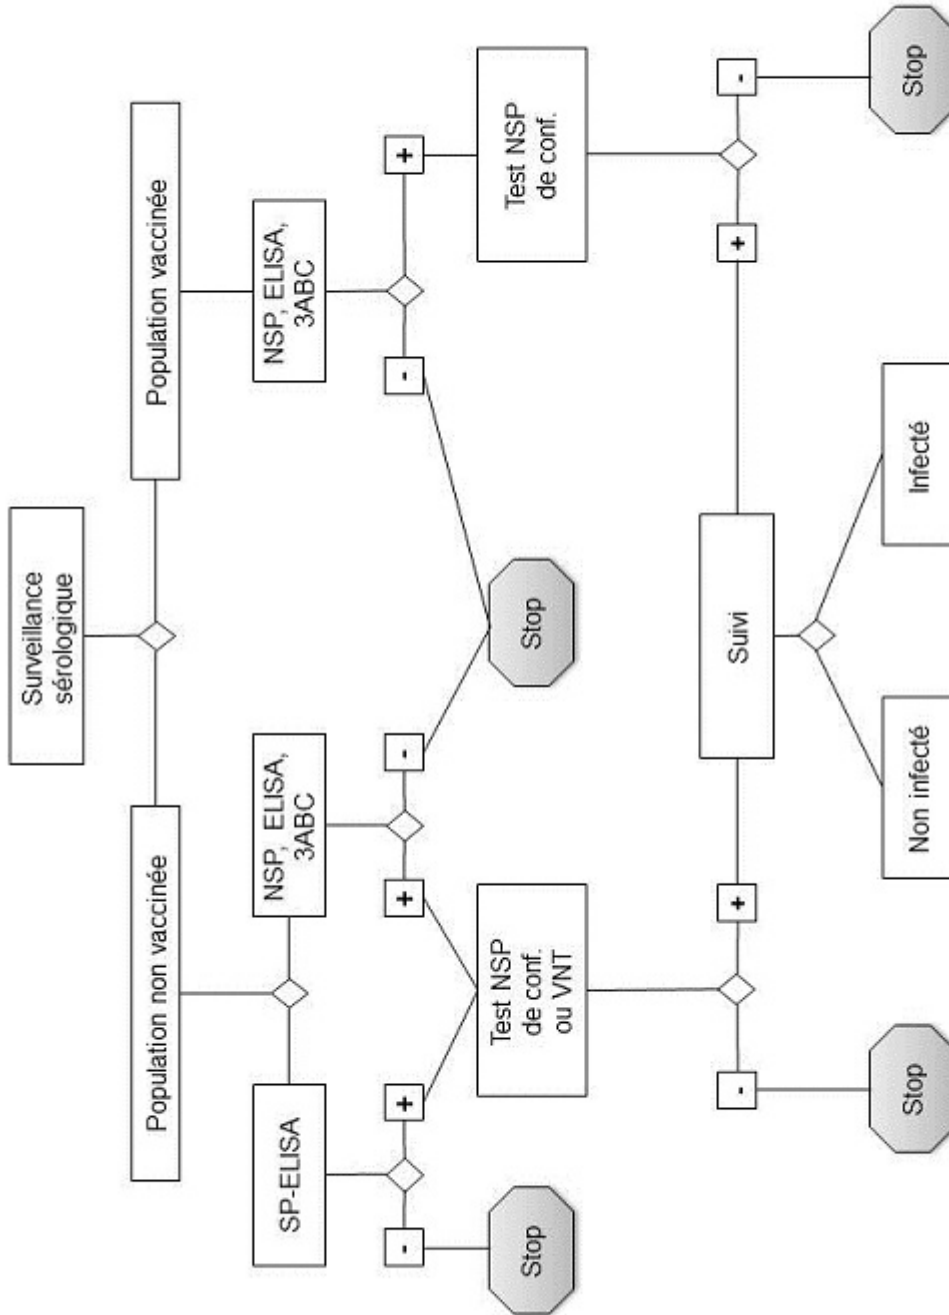 Surveillance
sérologique
Population non vaccinée
Population vaccinée
SP-ELISA
NSP, ELISA,
3ABC
NSP, ELISA,
3ABC
-
+
+
-
-
+
Stop
Test NSP
de conf.
ou VNT
Stop
Test NSP
de conf.
-
+
Suivi
+
-
Stop
Non infecté
Infecté
Stop